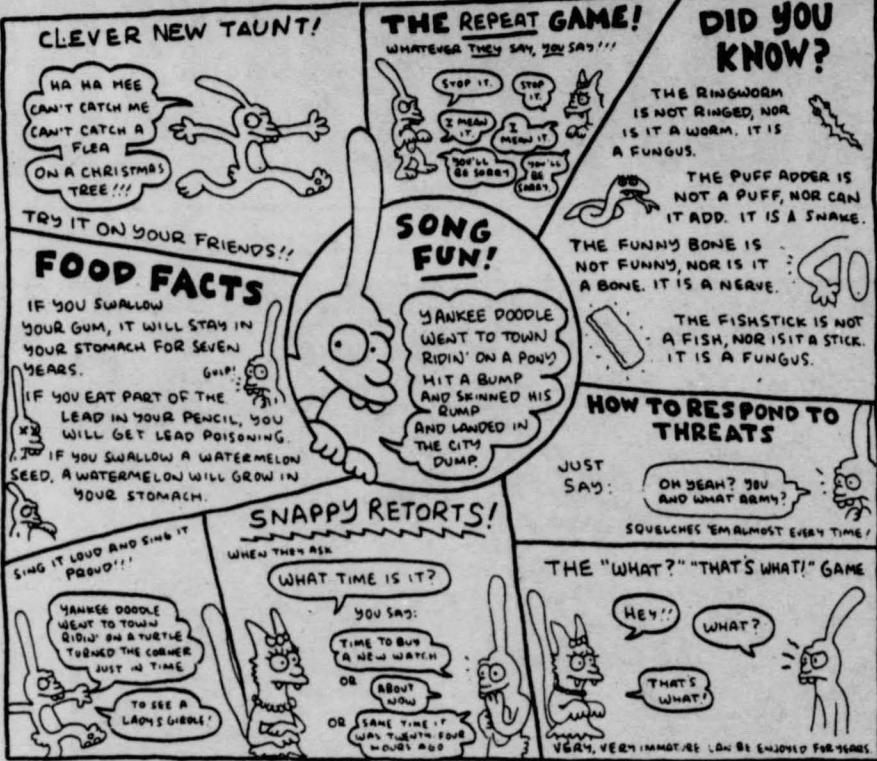 CLEVER NEW TAUNT!
HA HA HEE
CAN'T CATCH ME
CAN'T CATCH A
FLEA
ON A CHRISTMAS
TREE!!!
TRY IT ON YOUR FRIENDS!!
THE REPEAT GAME!
WHATEVER THEY SAY, YOU SAY!!!
STOP IT.
STOP
IT.
I MEAN
IT.
I
MEAN IT.
YOU'LL
BE SORRY
YOU'LL
BE
SORRY.
DID YOU
KNOW?
THE RINGWORM
IS NOT RINGED, NOR
IS IT A WORM. IT IS
A FUNGUS.
THE PUFF ADDER IS
NOT A PUFF, NOR CAN
IT ADD. IT IS A SNAKE.
THE FUNNY BONE IS
NOT FUNNY, NOR IS IT
A BONE. IT IS A NERVE.
THE FISHSTICK IS NOT
A FISH, NOR IS IT A STICK.
IT IS A FUNGUS.
FOOD FACTS
IF YOU SWALLOW
YOUR GUM, IT WILL STAY IN
YOUR STOMACH FOR SEVEN
YEARS.
GULP!
IF YOU EAT PART OF THE
LEAD IN YOUR PENCIL, YOU
WILL GET LEAD POISONING.
IF YOU SWALLOW A WATERMELON
SEED, A WATERMELON WILL GROW IN
YOUR STOMACH.
SONG
FUN!
YANKEE DOODLE
WENT TO TOWN
RIDIN' ON A PONY
HIT A BUMP
AND SKINNED HIS
RUMP
AND LANDED IN
THE CITY
DUMP.
HOW TO RESPOND TO
THREATS
JUST
SAY:
OH YEAH? YOU
AND WHAT ARMY?
SQUELCHES 'EM ALMOST EVERY TIME!
SING IT LOUD AND SING IT
PROUD!!!
YANKEE DOODLE
WENT TO TOWN
RIDIN' ON A TURTLE
TURNED THE CORNER
JUST IN TIME
TO SEE A
LADY'S GIRDLE!
SNAPPY RETORTS!
WHEN THEY ASK
WHAT TIME IS IT?
YOU SAY:
TIME TO BUY
A NEW WATCH
OR
ABOUT
NOW
OR
SAME TIME IT
WAS TWENTY-FOUR
HOURS AGO
THE "WHAT?" "THAT'S WHAT!" GAME
HEY!!
WHAT?
THAT'S
WHAT!
VERY, VERY IMMATURE. CAN BE ENJOYED FOR YEARS.